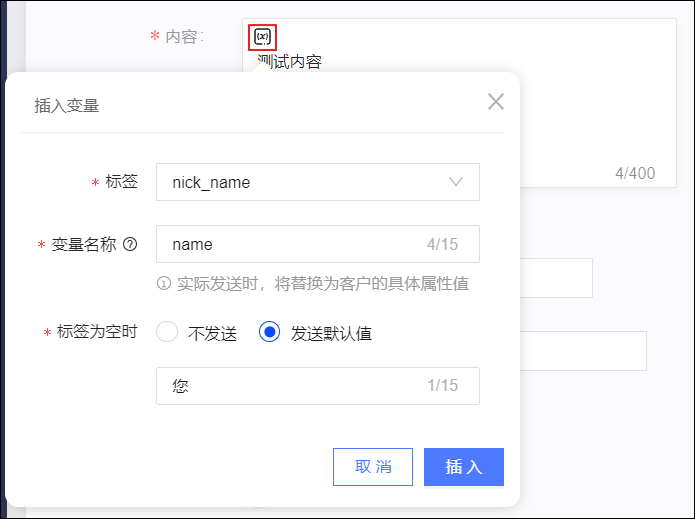 * 内容:
(x)
测试内容
4/400
插入变量
* 标签
nick_name
* 变量名称
name
4/15
实际发送时，将替换为客户的具体属性值
* 标签为空时
不发送
发送默认值
您
1/15
取 消
插 入